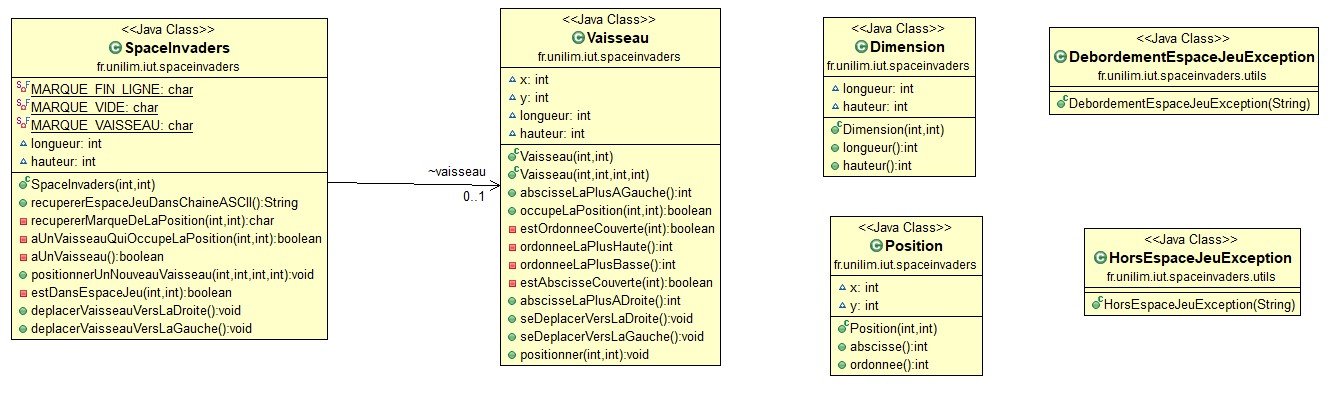 <<Java Class>>
SpaceInvaders
fr.unilim.iut.spaceinvaders
MARQUE_FIN_LIGNE: char
MARQUE_VIDE: char
MARQUE_VAISSEAU: char
longueur: int
hauteur: int
SpaceInvaders(int,int)
recupererEspaceJeuDansChaineASCII():String
recupererMarqueDeLaPosition(int,int):char
aUnVaisseauQuiOccupeLaPosition(int,int):boolean
aUnVaisseau():boolean
positionnerUnNouveauVaisseau(int,int,int,int):void
estDansEspaceJeu(int,int):boolean
deplacerVaisseauVersLaDroite():void
deplacerVaisseauVersLaGauche():void
~vaisseau
0..1
<<Java Class>>
Vaisseau
fr.unilim.iut.spaceinvaders
x: int
y: int
longueur: int
hauteur: int
Vaisseau(int,int)
Vaisseau(int,int,int,int)
abscisseLaPlusAGauche():int
occupeLaPosition(int,int):boolean
estOrdonneeCouverte(int):boolean
ordonneeLaPlusHaute():int
ordonneeLaPlusBasse():int
estAbscisseCouverte(int):boolean
abscisseLaPlusADroite():int
seDeplacerVersLaDroite():void
seDeplacerVersLaGauche():void
positionner(int,int):void
<<Java Class>>
Dimension
fr.unilim.iut.spaceinvaders
longueur: int
hauteur: int
Dimension(int,int)
longueur():int
hauteur():int
<<Java Class>>
Position
fr.unilim.iut.spaceinvaders
x: int
y: int
Position(int,int)
abscisse():int
ordonnee():int
<<Java Class>>
DebordementEspaceJeuException
fr.unilim.iut.spaceinvaders.utils
DebordementEspaceJeuException(String)
<<Java Class>>
HorsEspaceJeuException
fr.unilim.iut.spaceinvaders.utils
HorsEspaceJeuException(String)